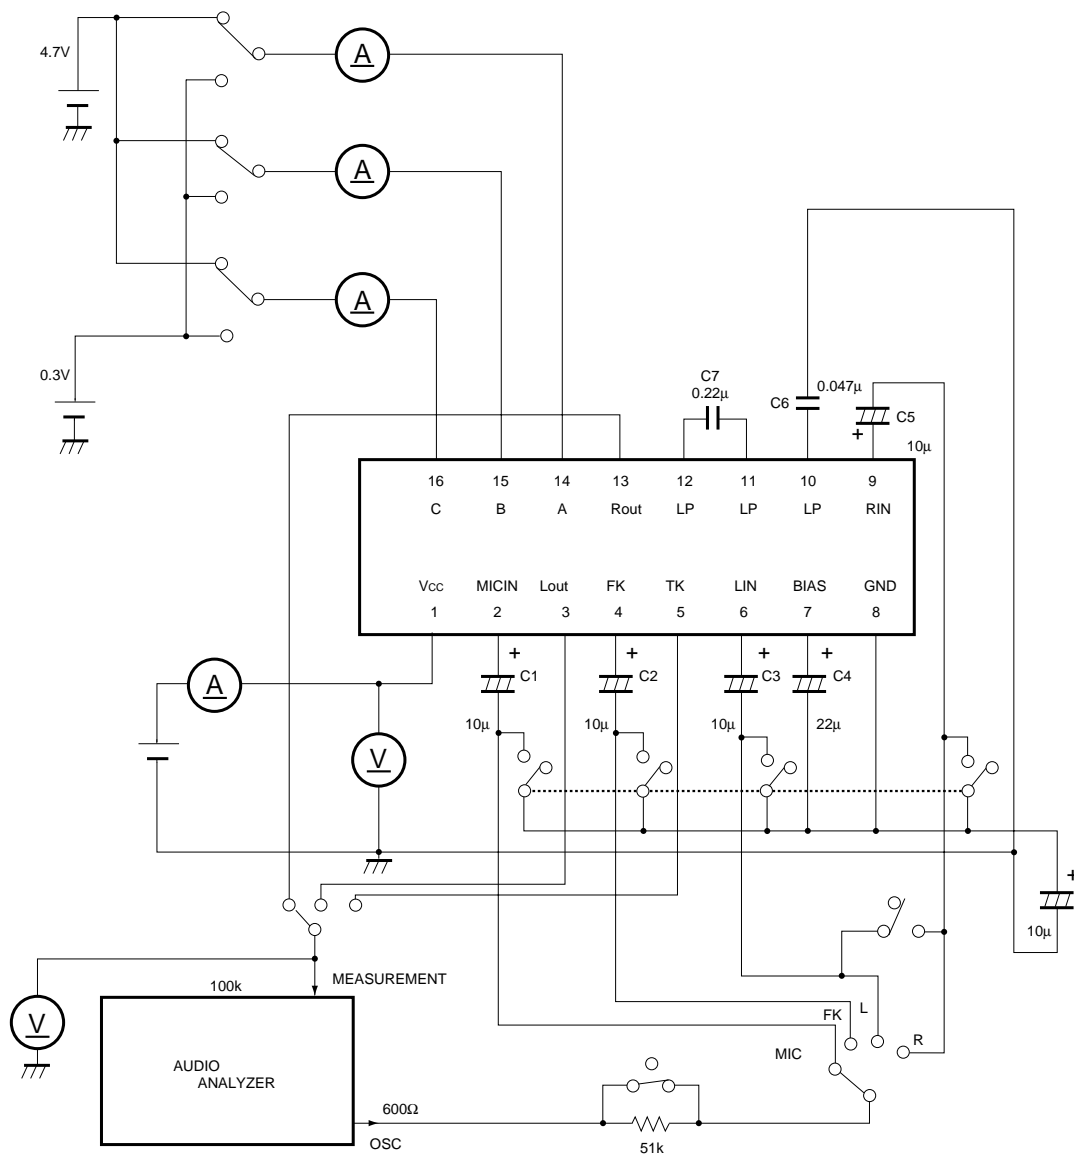 4.7V
A
A
A
0.3V
C7
0.22μ
C6
0.047μ
C5
+
10μ
16 15 14 13 12 11 10 9
C B A Rout LP LP LP RIN
Vcc MICIN Lout FK TK LIN BIAS GND
1 2 3 4 5 6 7 8
+ C1 + C2 + C3 + C4
10μ 10μ 10μ 22μ
A
V
+
10μ
MEASUREMENT
100k
V
FK L
R
MIC
AUDIO
ANALYZER
600Ω
OSC
51k